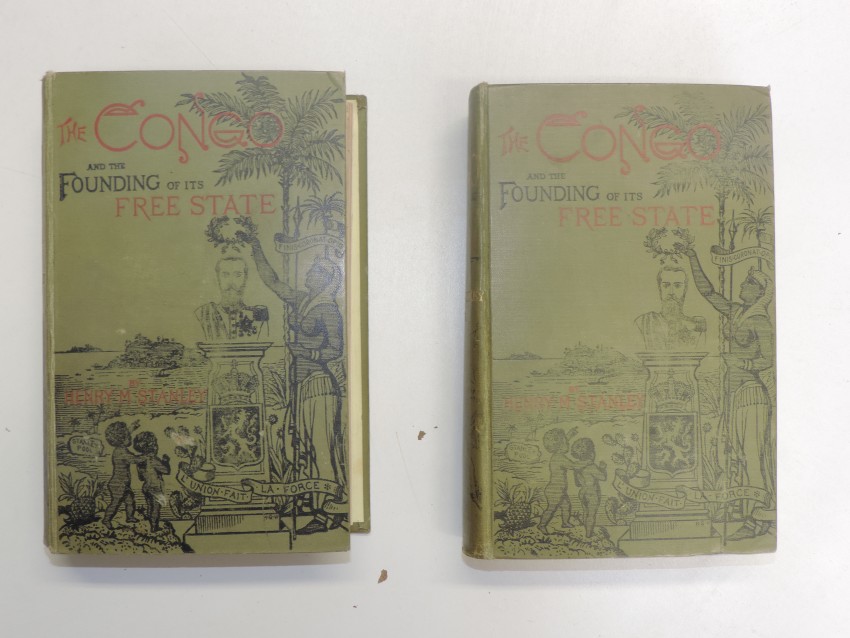 THE CONGO
AND THE
FOUNDING OF ITS
FREE STATE
BY
HENRY M. STANLEY
L'UNION·FAIT·
LA·FORCE
THE CONGO
AND THE
FOUNDING OF ITS
FREE STATE
BY
HENRY M. STANLEY
L'UNION·FAIT·
LA·FORCE